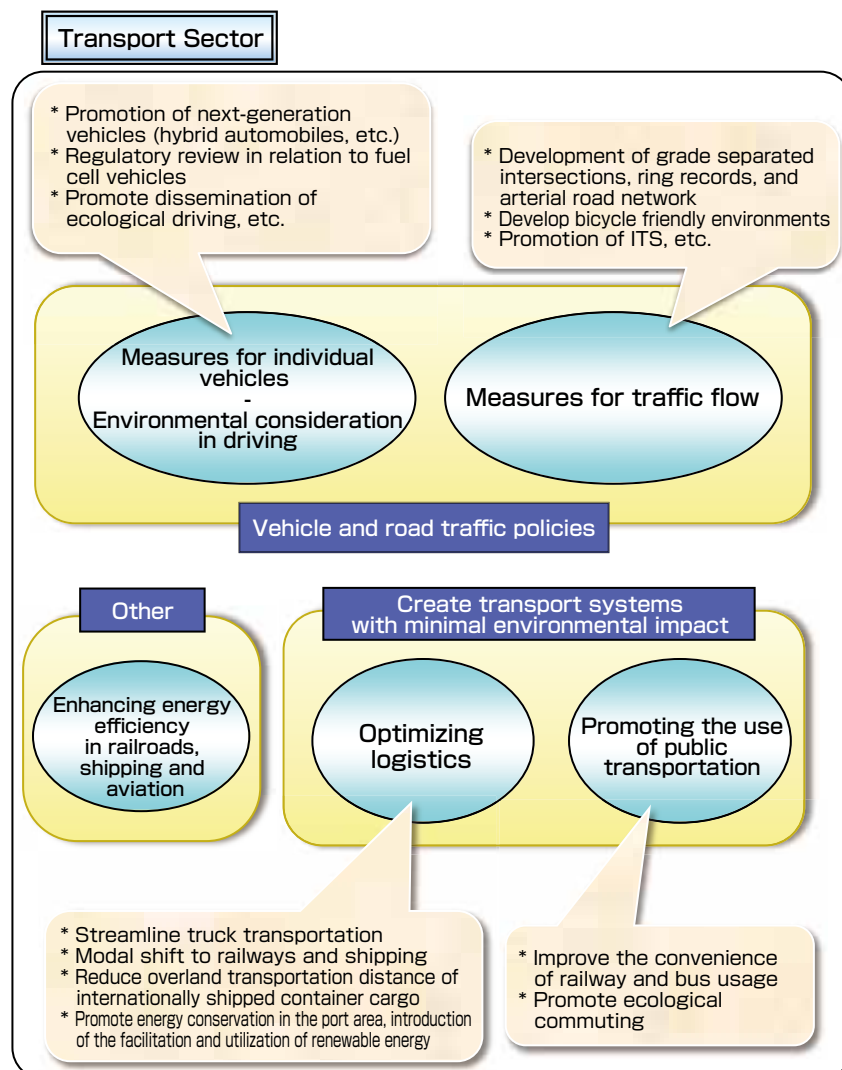 Transport Sector
* Promotion of next-generation
vehicles (hybrid automobiles, etc.)
* Regulatory review in relation to fuel
cell vehicles
* Promote dissemination of
ecological driving, etc.
* Development of grade separated
intersections, ring records, and
arterial road network
* Develop bicycle friendly environments
* Promotion of ITS, etc.
Measures for individual
vehicles
-
Environmental consideration
in driving
Measures for traffic flow
Vehicle and road traffic policies
Other
Enhancing energy
efficiency
in railroads,
shipping and
aviation
Create transport systems
with minimal environmental impact
Optimizing
logistics
Promoting the use
of public
transportation
* Streamline truck transportation
* Modal shift to railways and shipping
* Reduce overland transportation distance of
internationally shipped container cargo
* Promote energy conservation in the port area, introduction
of the facilitation and utilization of renewable energy
* Improve the convenience
of railway and bus usage
* Promote ecological
commuting